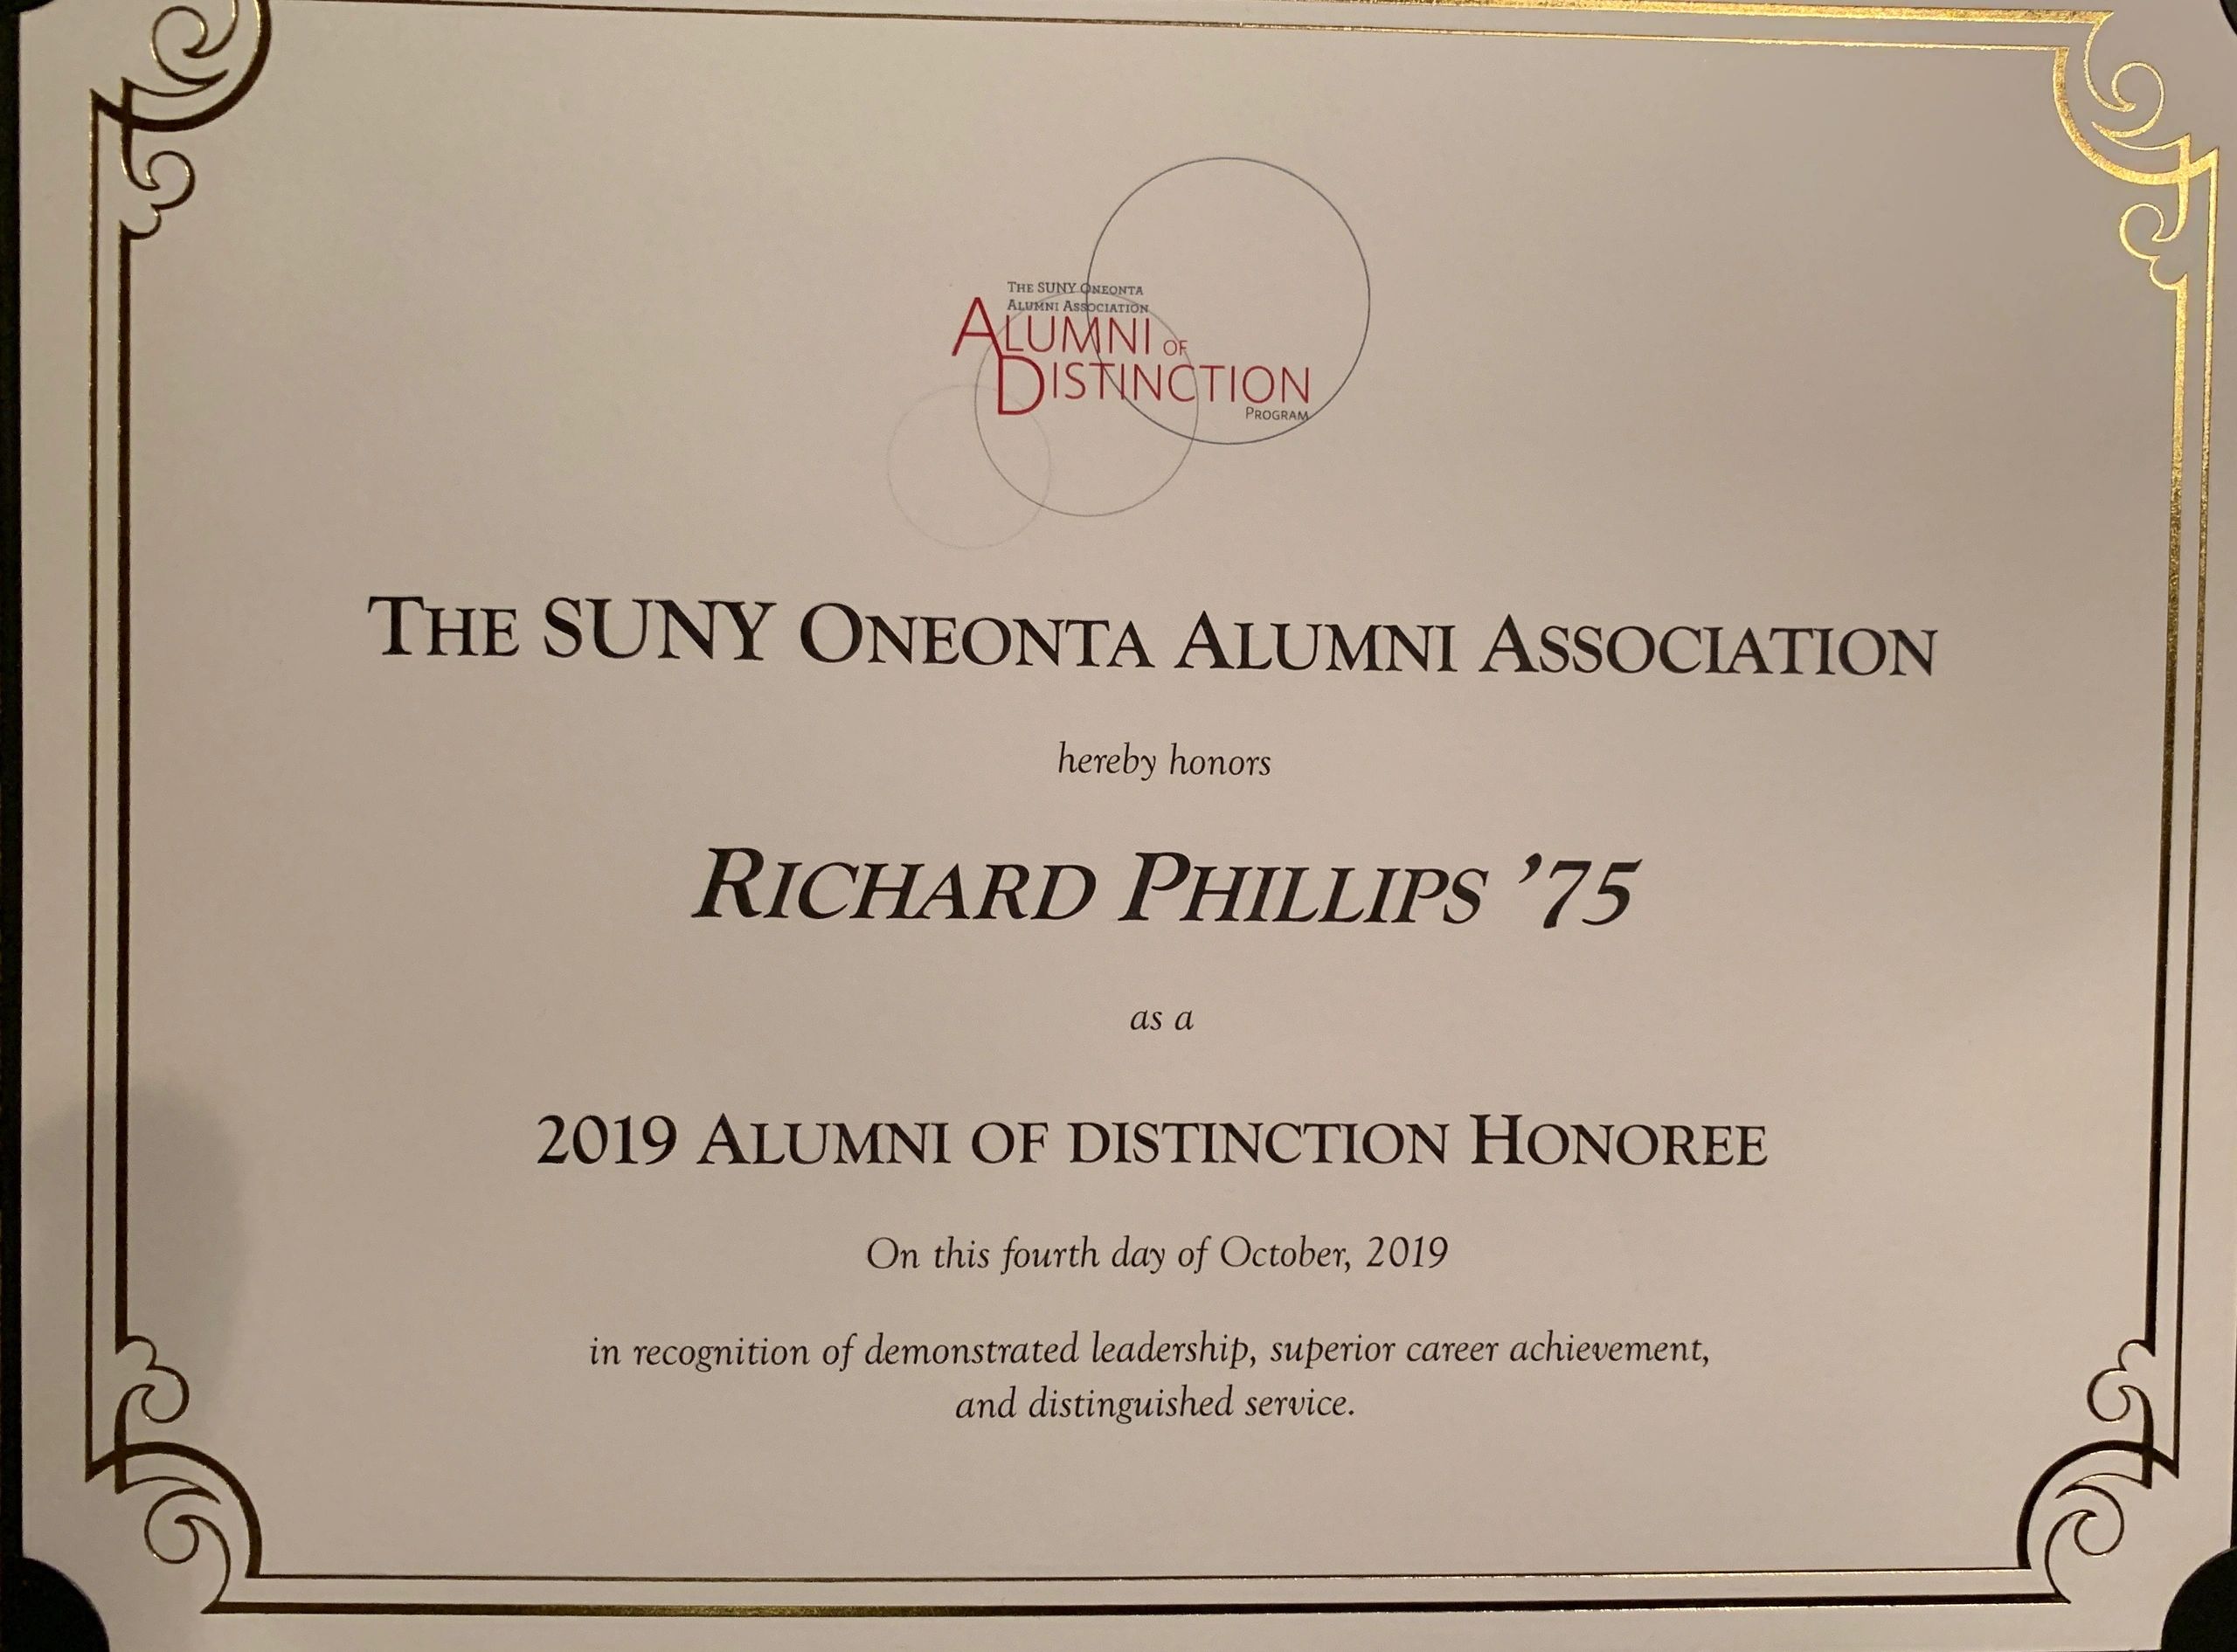 The SUNY Oneonta
Alumni Association
Alumni of
Distinction
Program
The SUNY Oneonta Alumni Association
hereby honors
Richard Phillips ’75
as a
2019 Alumni of distinction Honoree
On this fourth day of October, 2019
in recognition of demonstrated leadership, superior career achievement,
and distinguished service.